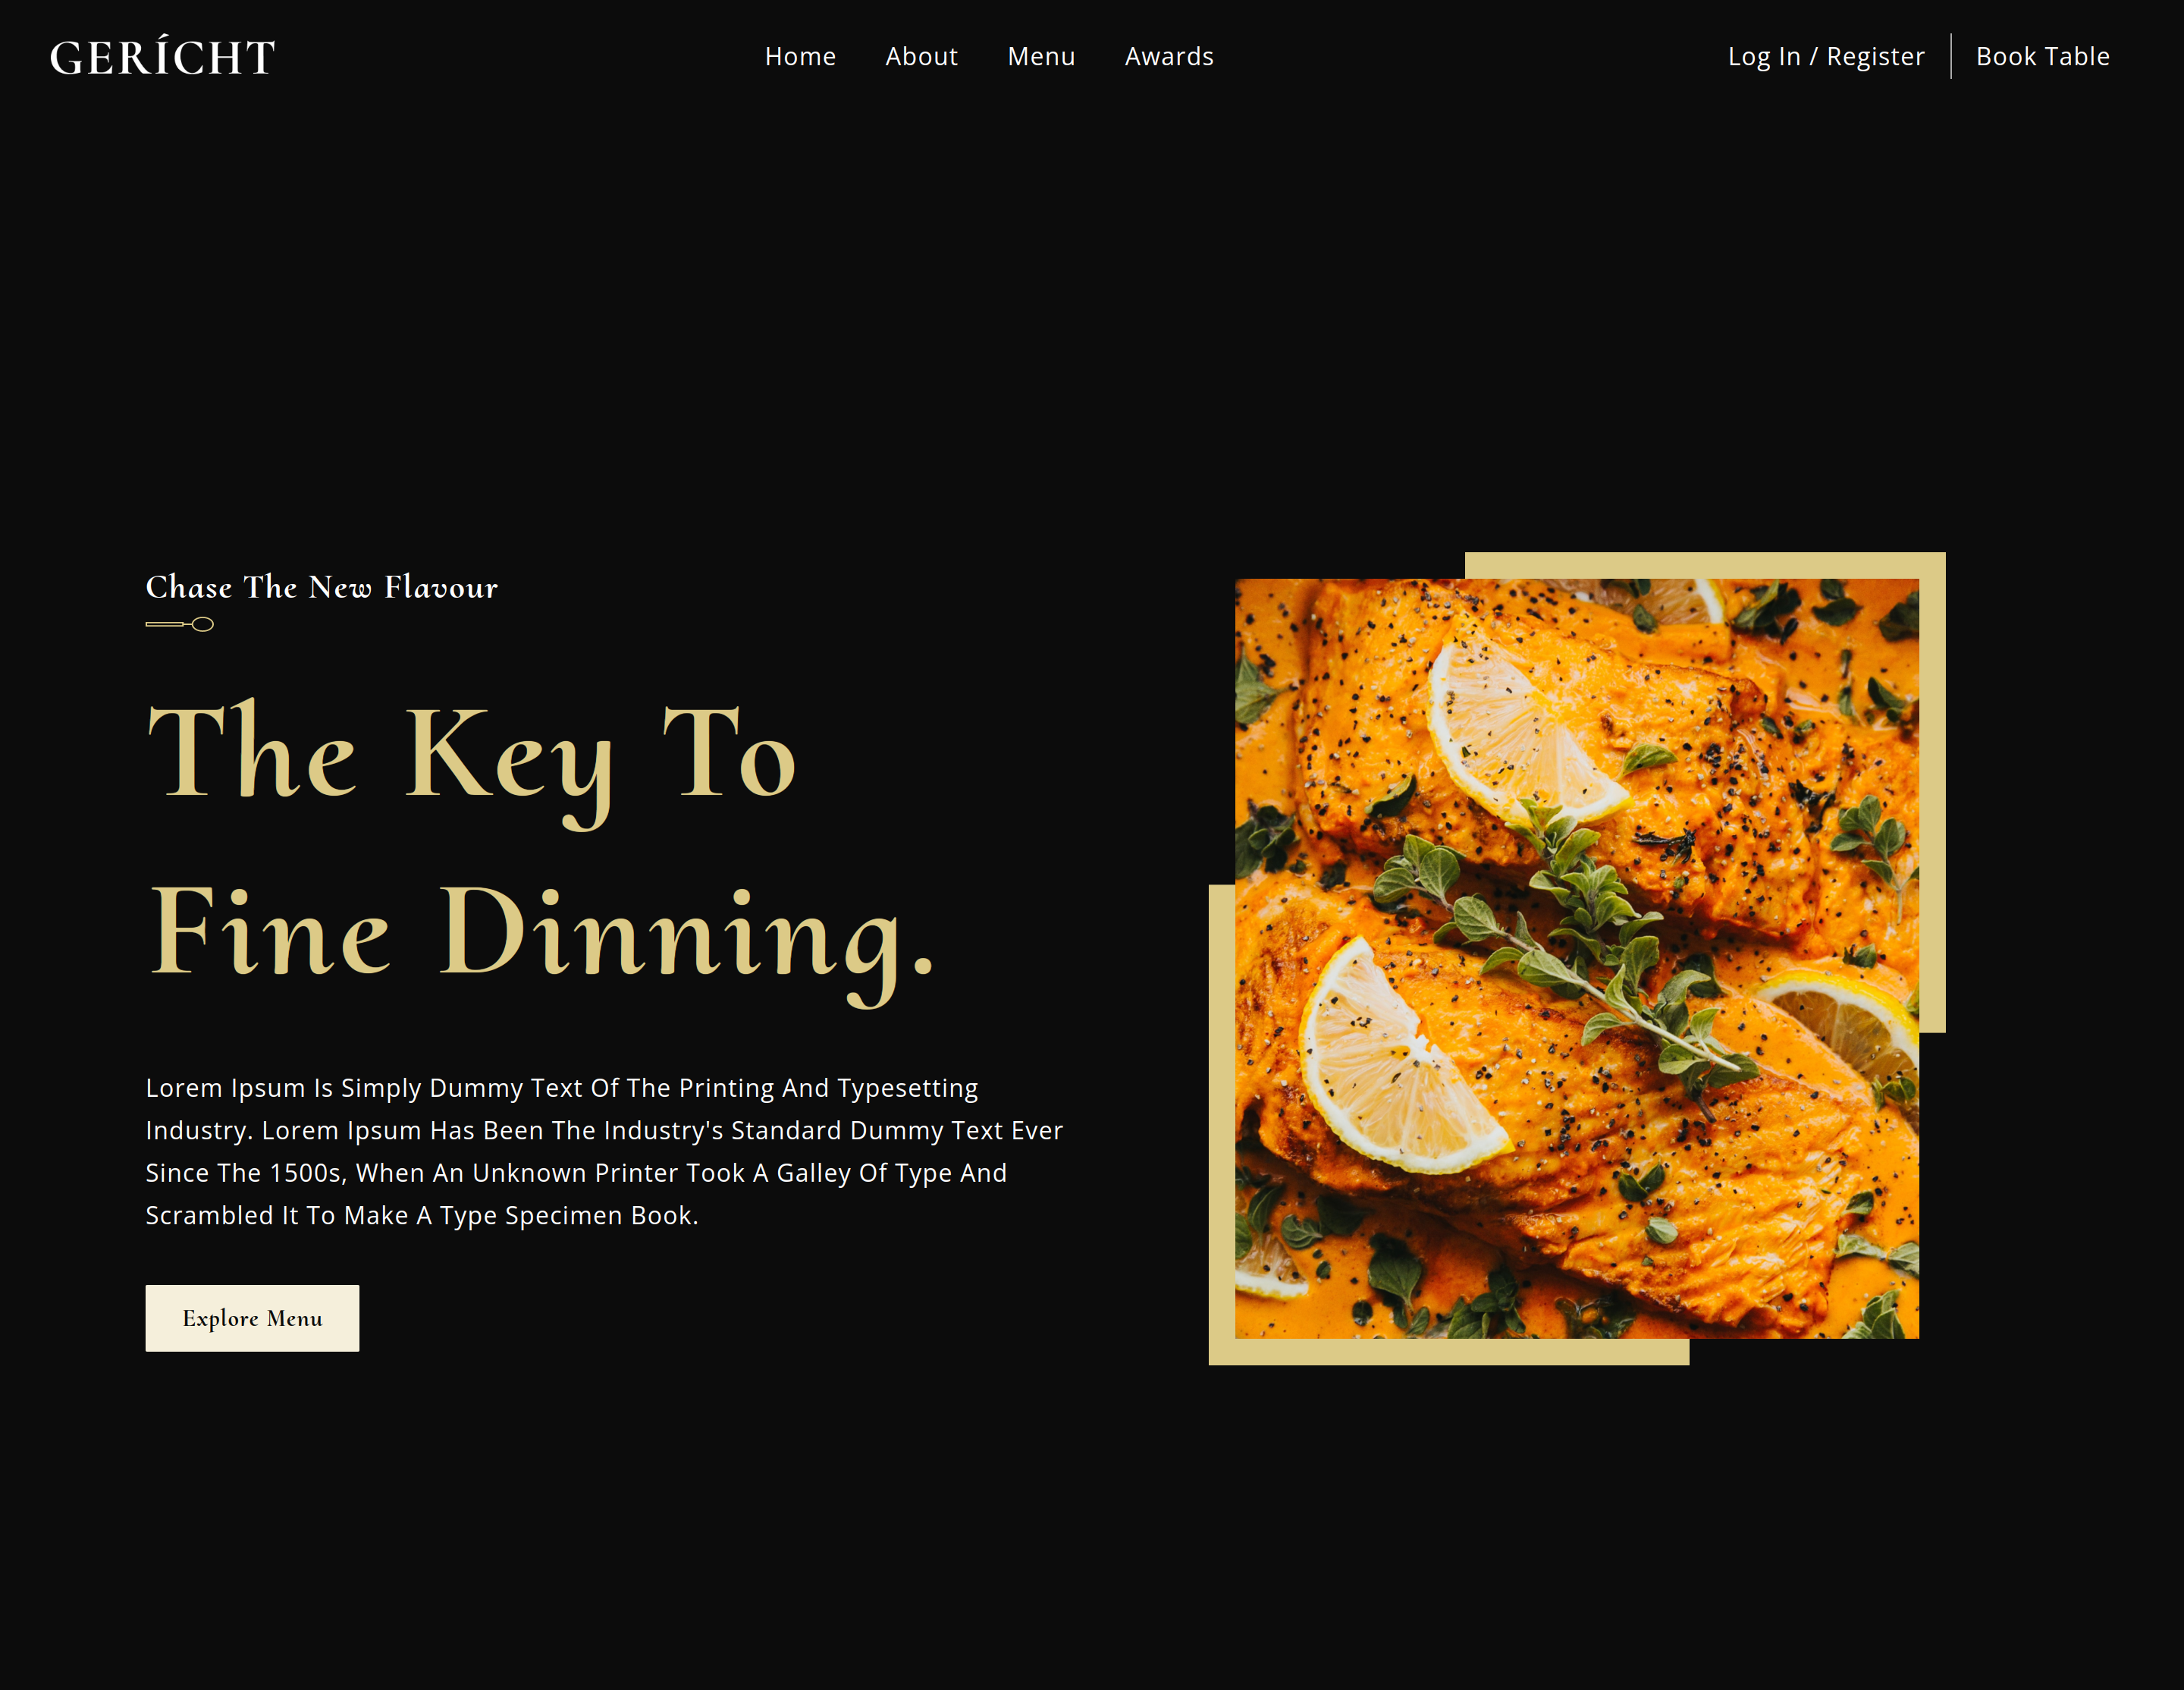 GERÍCHT
Home About Menu Awards
Log In / Register Book Table
Chase The New Flavour
The Key To
Fine Dinning.
Lorem Ipsum Is Simply Dummy Text Of The Printing And Typesetting
Industry. Lorem Ipsum Has Been The Industry's Standard Dummy Text Ever
Since The 1500s, When An Unknown Printer Took A Galley Of Type And
Scrambled It To Make A Type Specimen Book.
Explore Menu